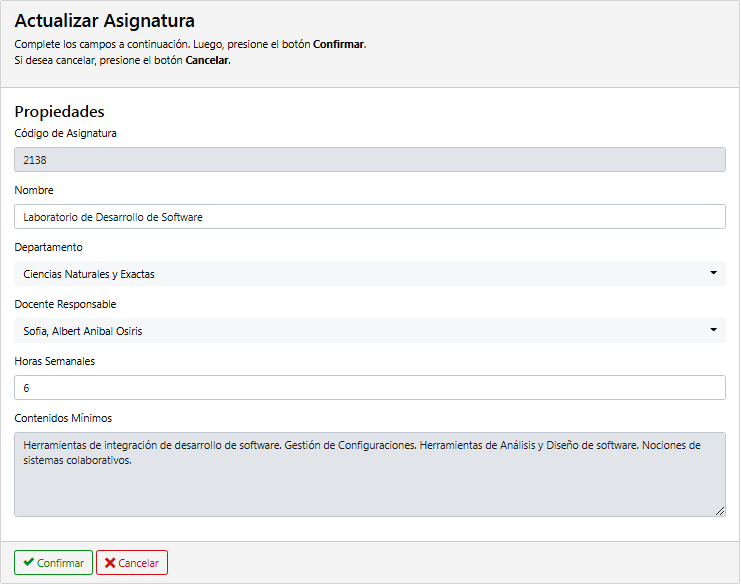 Actualizar Asignatura
Complete los campos a continuación. Luego, presione el botón Confirmar.
Si desea cancelar, presione el botón Cancelar.
Propiedades
Código de Asignatura
2138
Nombre
Laboratorio de Desarrollo de Software
Departamento
Ciencias Naturales y Exactas
Docente Responsable
Sofia, Albert Anibal Osiris
Horas Semanales
6
Contenidos Mínimos
Herramientas de integración de desarrollo de software. Gestión de Configuraciones. Herramientas de Análisis y Diseño de software. Nociones de
sistemas colaborativos.
Confirmar Cancelar